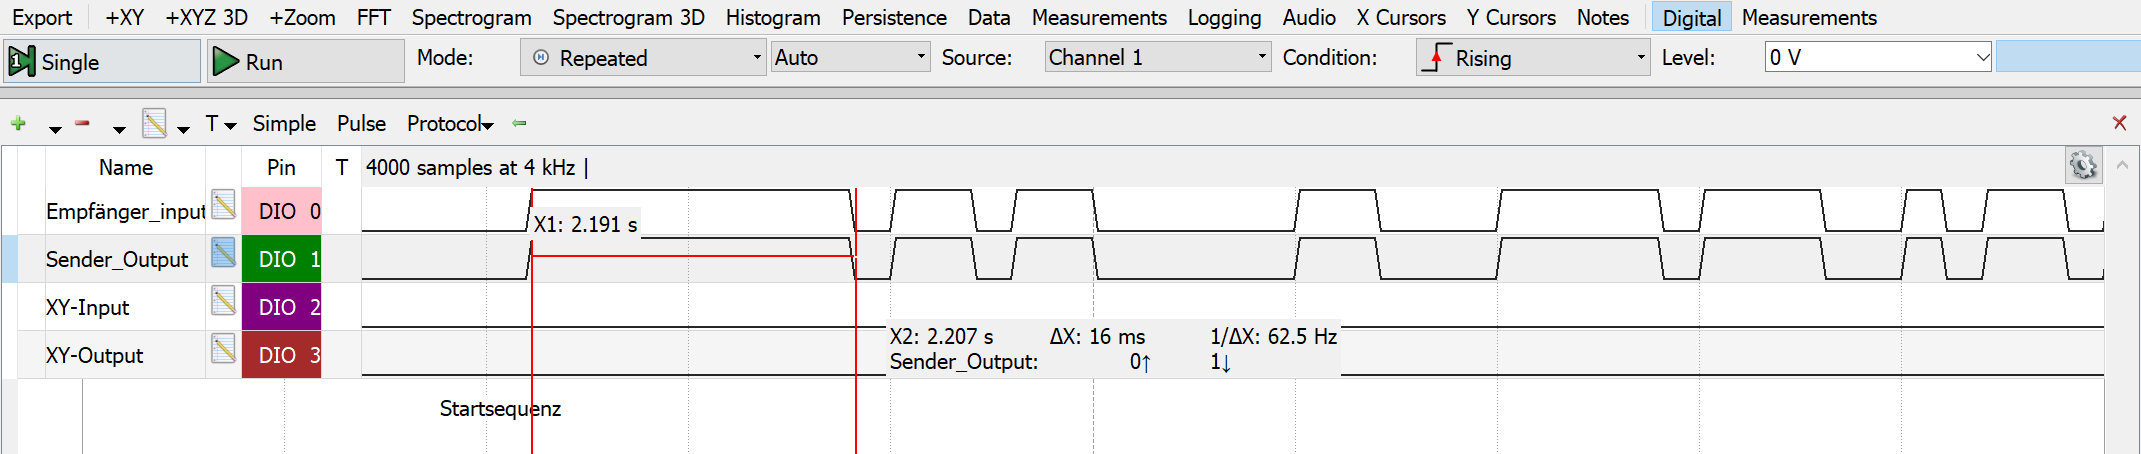 Export +XY +XYZ 3D +Zoom FFT Spectrogram Spectrogram 3D Histogram Persistence Data Measurements Logging Audio X Cursors Y Cursors Notes Digital Measurements
1 Single Run Mode: Repeated Auto Source: Channel 1 Condition: Rising Level: 0 V
T Simple Pulse Protocol
Name Pin T 4000 samples at 4 kHz |
Empfänger_input DIO 0
X1: 2.191 s
Sender_Output DIO 1
XY-Input DIO 2
X2: 2.207 s ΔX: 16 ms 1/ΔX: 62.5 Hz
XY-Output DIO 3
Sender_Output: 0↑ 1↓
Startsequenz